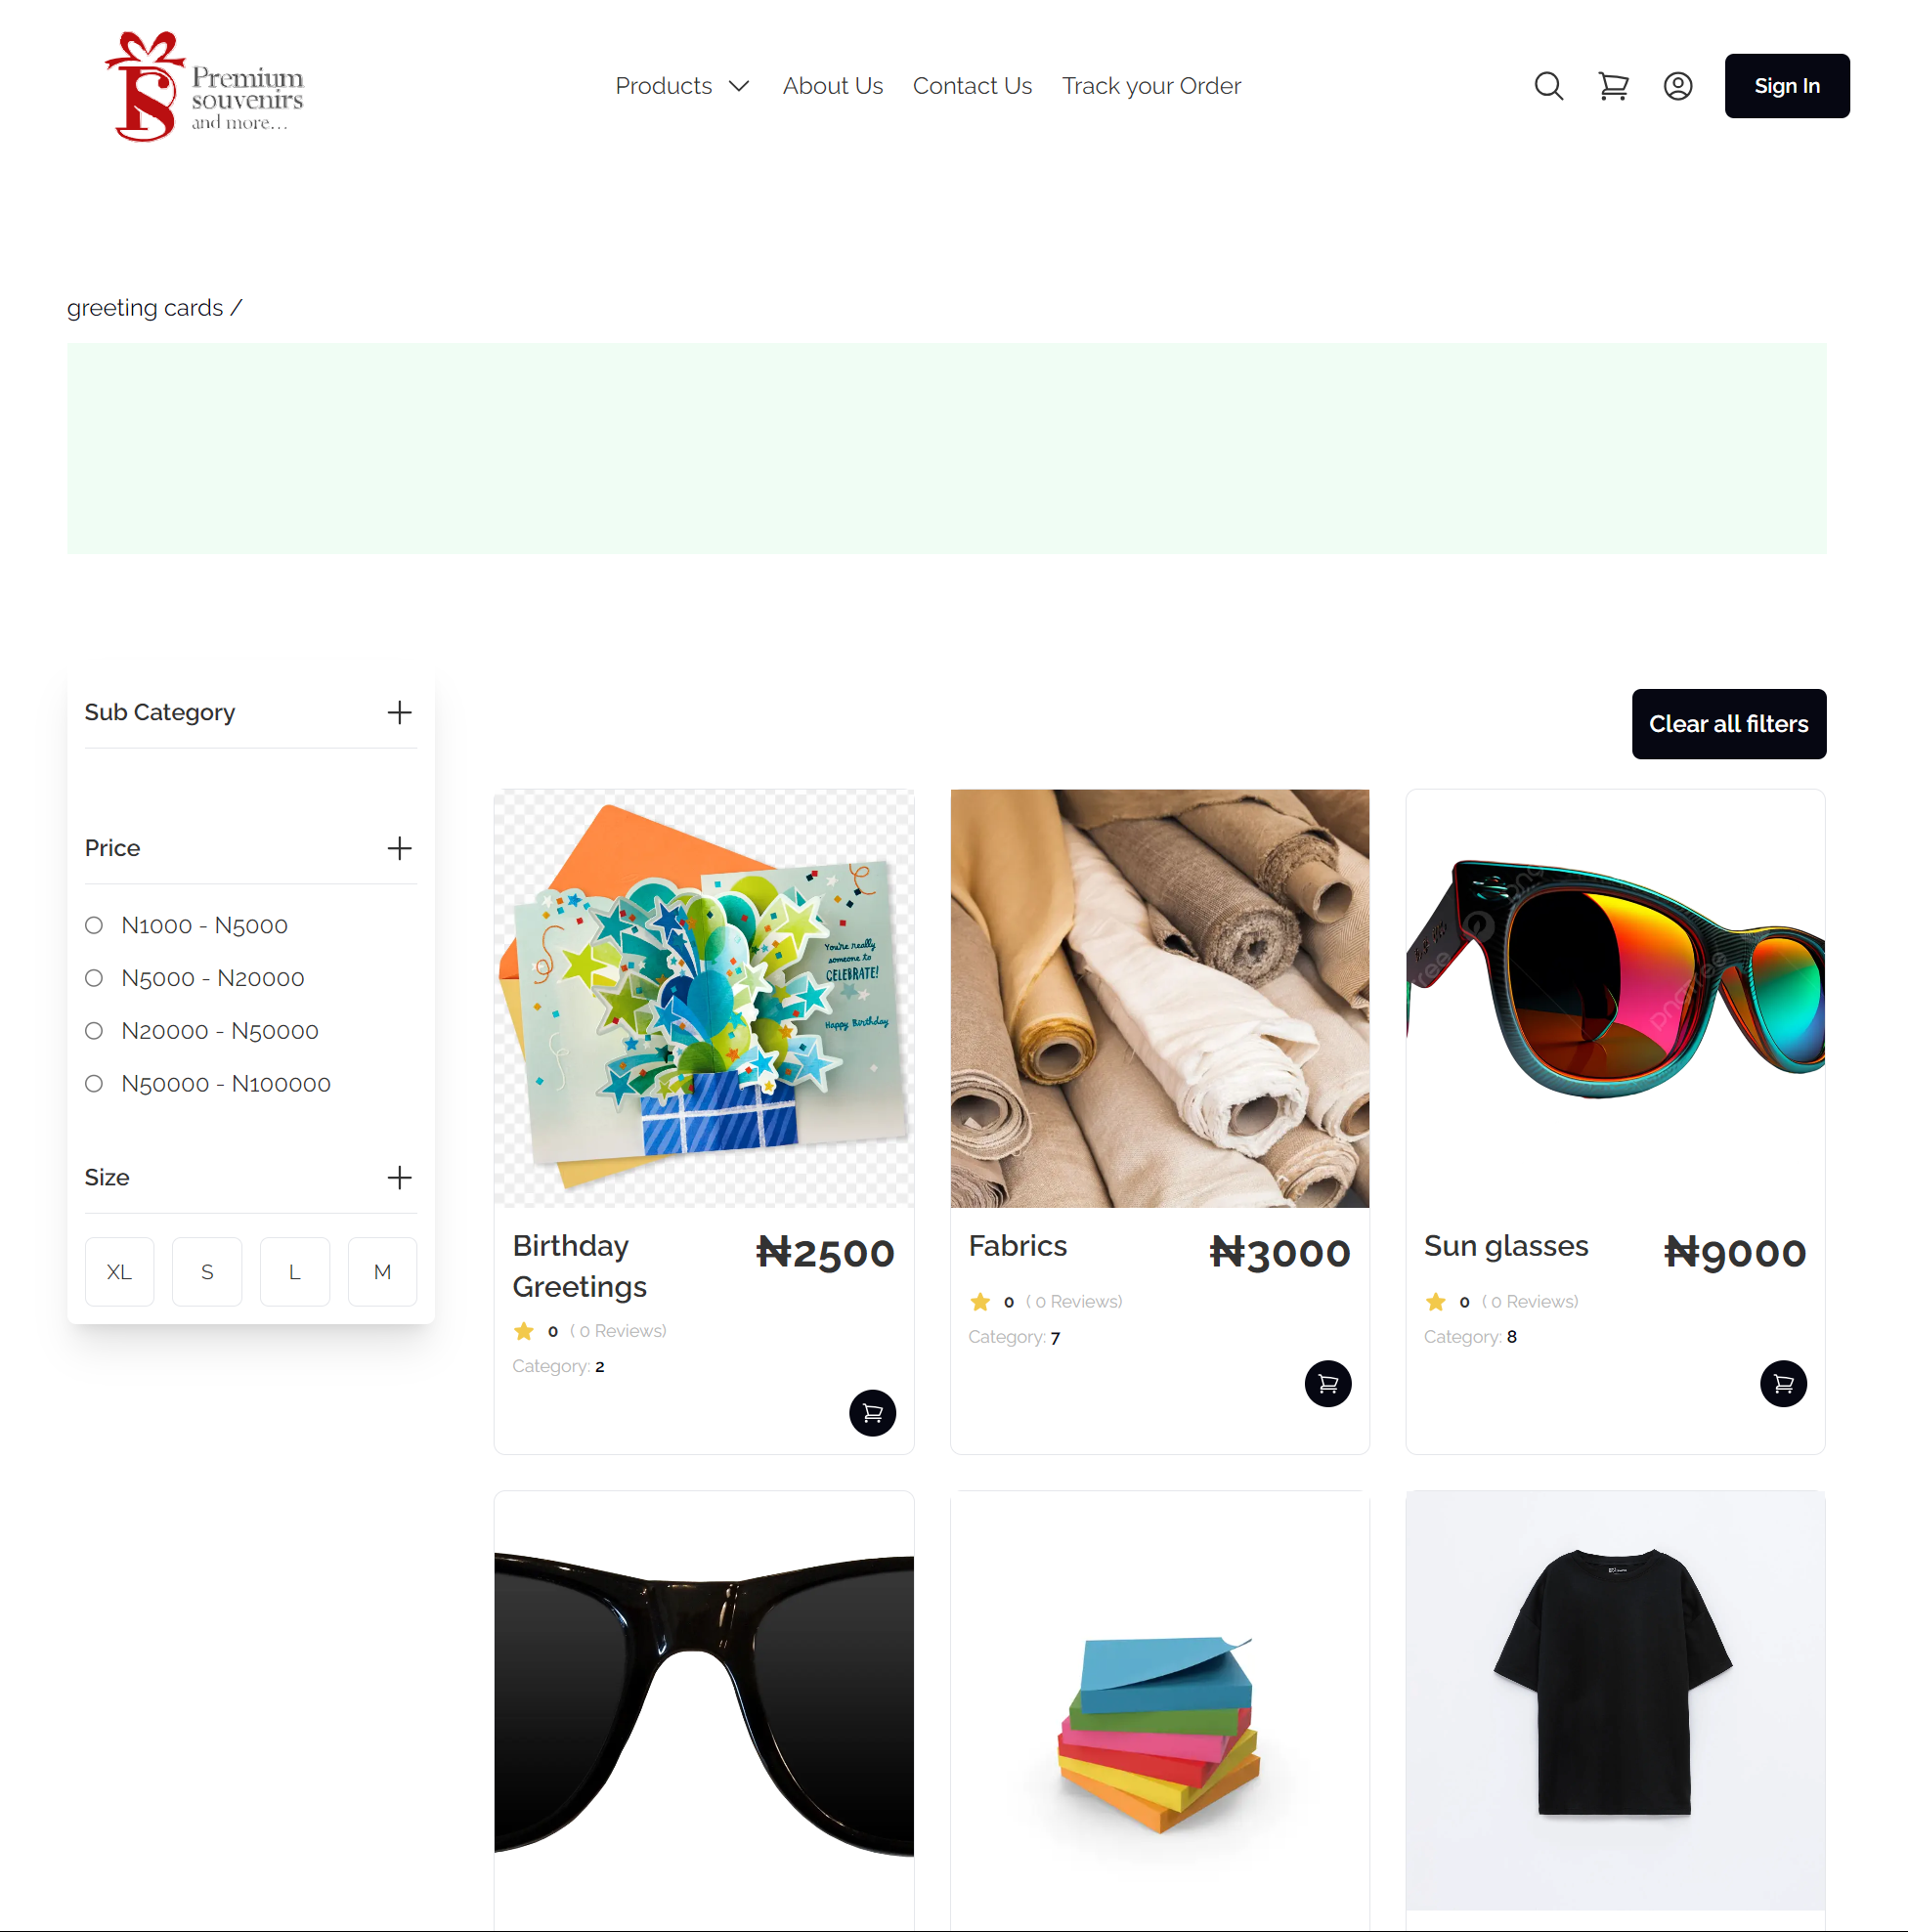 Premium
souvenirs
and more...
Products
About Us
Contact Us
Track your Order
Sign In
greeting cards /
Sub Category
Price
N1000 - N5000
N5000 - N20000
N20000 - N50000
N50000 - N100000
Size
XL
S
L
M
Clear all filters
You're really
someone to
CELEBRATE!
Happy Birthday
Birthday
Greetings
₦2500
0 ( 0 Reviews)
Category: 2
Fabrics
₦3000
0 ( 0 Reviews)
Category: 7
pngtree
Sun glasses
₦9000
0 ( 0 Reviews)
Category: 8